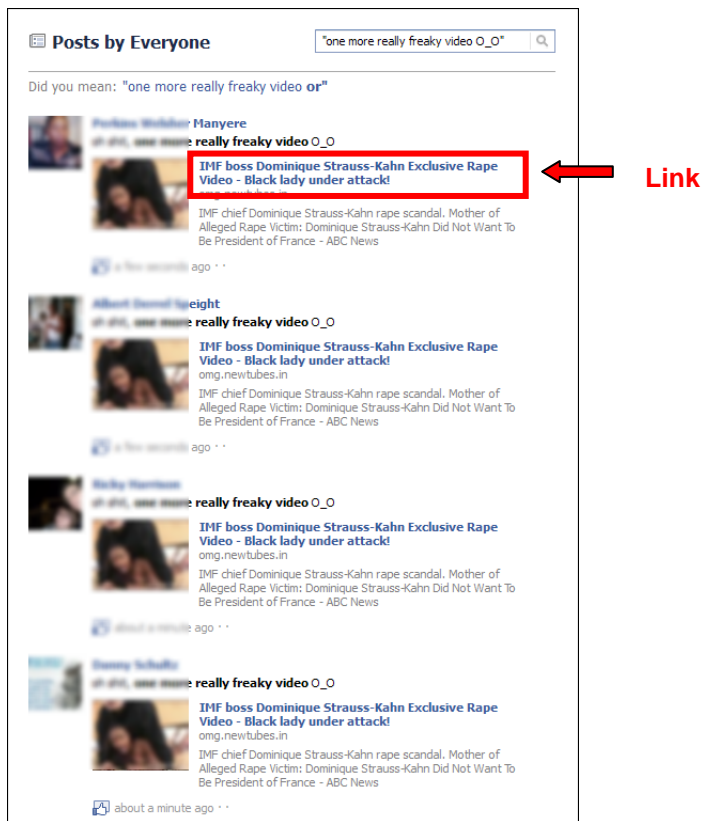 Posts by Everyone
"one more really freaky video O_O"
Did you mean: "one more really freaky video or"
Manyere
really freaky video O_O
IMF boss Dominique Strauss-Kahn Exclusive Rape
Video - Black lady under attack!
omg.newtubes.in
IMF chief Dominique Strauss-Kahn rape scandal. Mother of
Alleged Rape Victim: Dominique Strauss-Kahn Did Not Want To
Be President of France - ABC News
ago · ·
Link
really freaky video O_O
IMF boss Dominique Strauss-Kahn Exclusive Rape
Video - Black lady under attack!
omg.newtubes.in
IMF chief Dominique Strauss-Kahn rape scandal. Mother of
Alleged Rape Victim: Dominique Strauss-Kahn Did Not Want To
Be President of France - ABC News
ago · ·
really freaky video O_O
IMF boss Dominique Strauss-Kahn Exclusive Rape
Video - Black lady under attack!
omg.newtubes.in
IMF chief Dominique Strauss-Kahn rape scandal. Mother of
Alleged Rape Victim: Dominique Strauss-Kahn Did Not Want To
Be President of France - ABC News
ago · ·
really freaky video O_O
IMF boss Dominique Strauss-Kahn Exclusive Rape
Video - Black lady under attack!
omg.newtubes.in
IMF chief Dominique Strauss-Kahn rape scandal. Mother of
Alleged Rape Victim: Dominique Strauss-Kahn Did Not Want To
Be President of France - ABC News
about a minute ago · ·